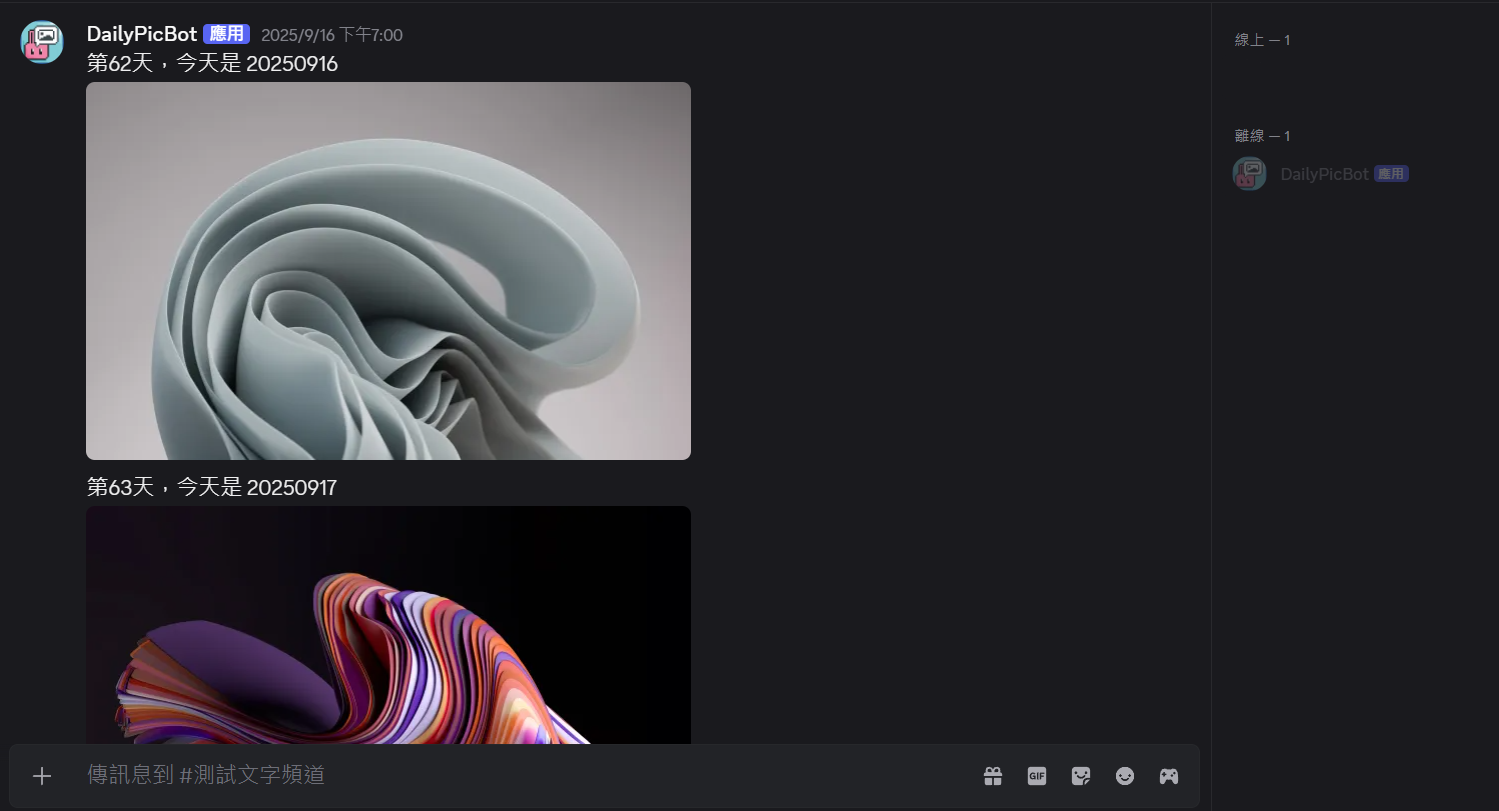 DailyPicBot 應用 2025/9/16 下午7:00
第62天，今天是 20250916
第63天，今天是 20250917
傳訊息到 #測試文字頻道
GIF
線上 — 1
離線 — 1
DailyPicBot 應用